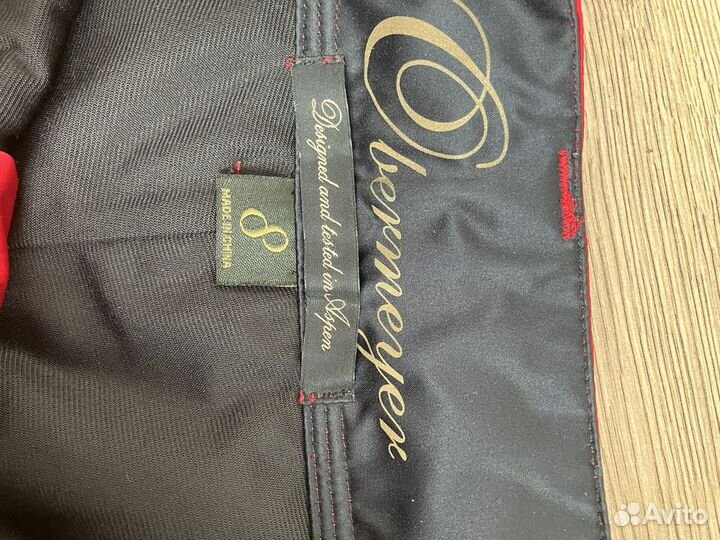 Obermeyer
Designed and tested in Aspen
8
MADE IN CHINA
Avito